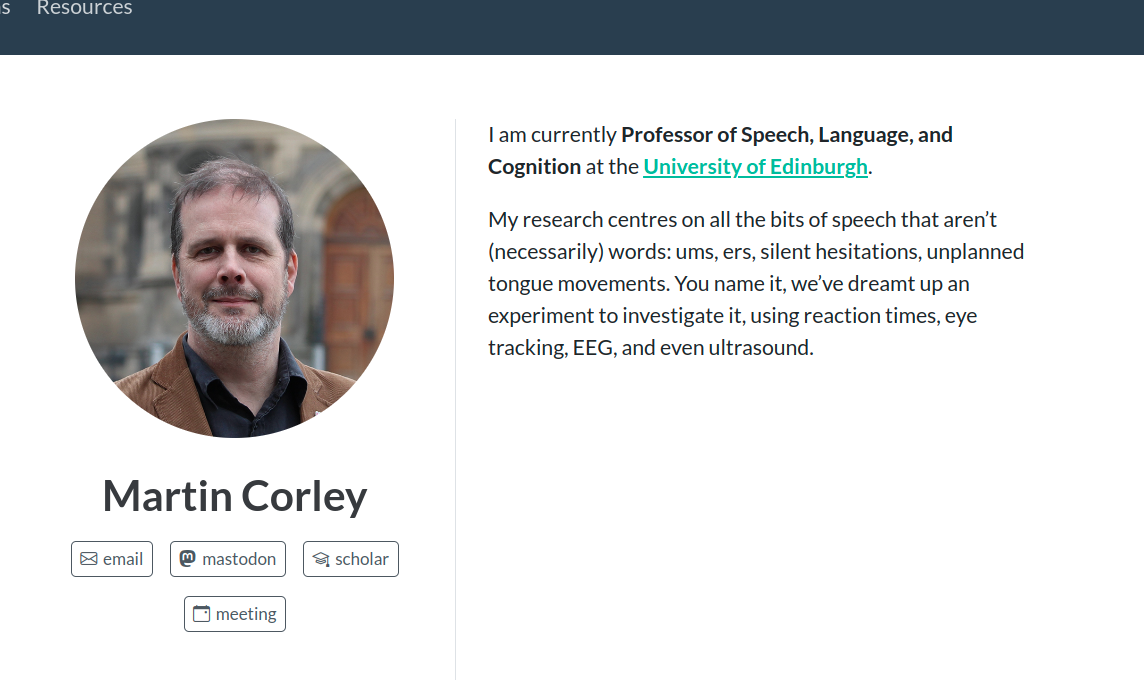 Resources
I am currently Professor of Speech, Language, and
Cognition at the University of Edinburgh.
My research centres on all the bits of speech that aren’t
(necessarily) words: ums, ers, silent hesitations, unplanned
tongue movements. You name it, we’ve dreamt up an
experiment to investigate it, using reaction times, eye
tracking, EEG, and even ultrasound.
Martin Corley
email mastodon scholar
meeting